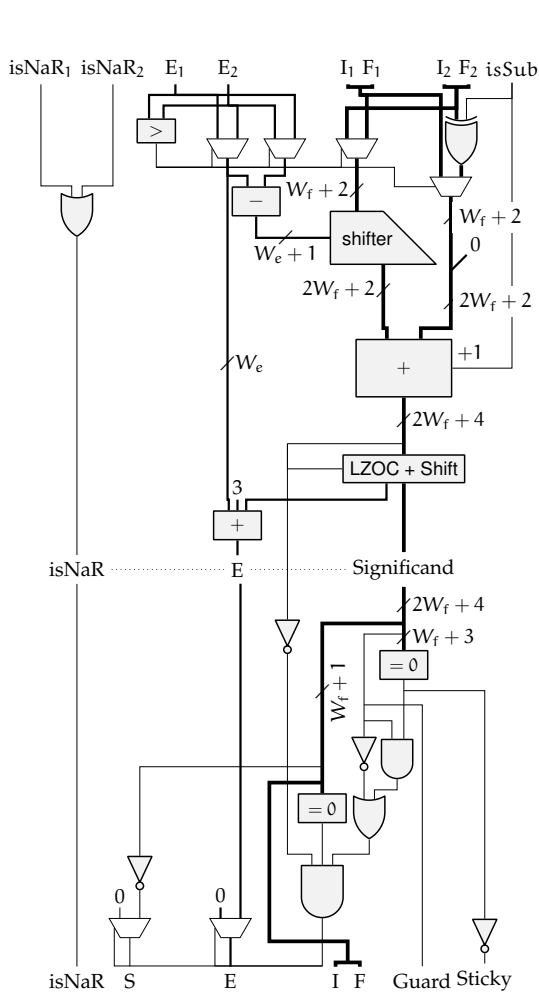 isNaR₁ isNaR₂ E₁ E₂ I₁ F₁ I₂ F₂ isSub
>
−
W_f + 2
W_f + 2
shifter
0
W_e + 1
2W_f + 2
2W_f + 2
+1
+
W_e
2W_f + 4
LZOC + Shift
3
+
isNaR E Significand
2W_f + 4
W_f + 3
= 0
W_f + 1
= 0
0
0
isNaR S E I F Guard Sticky